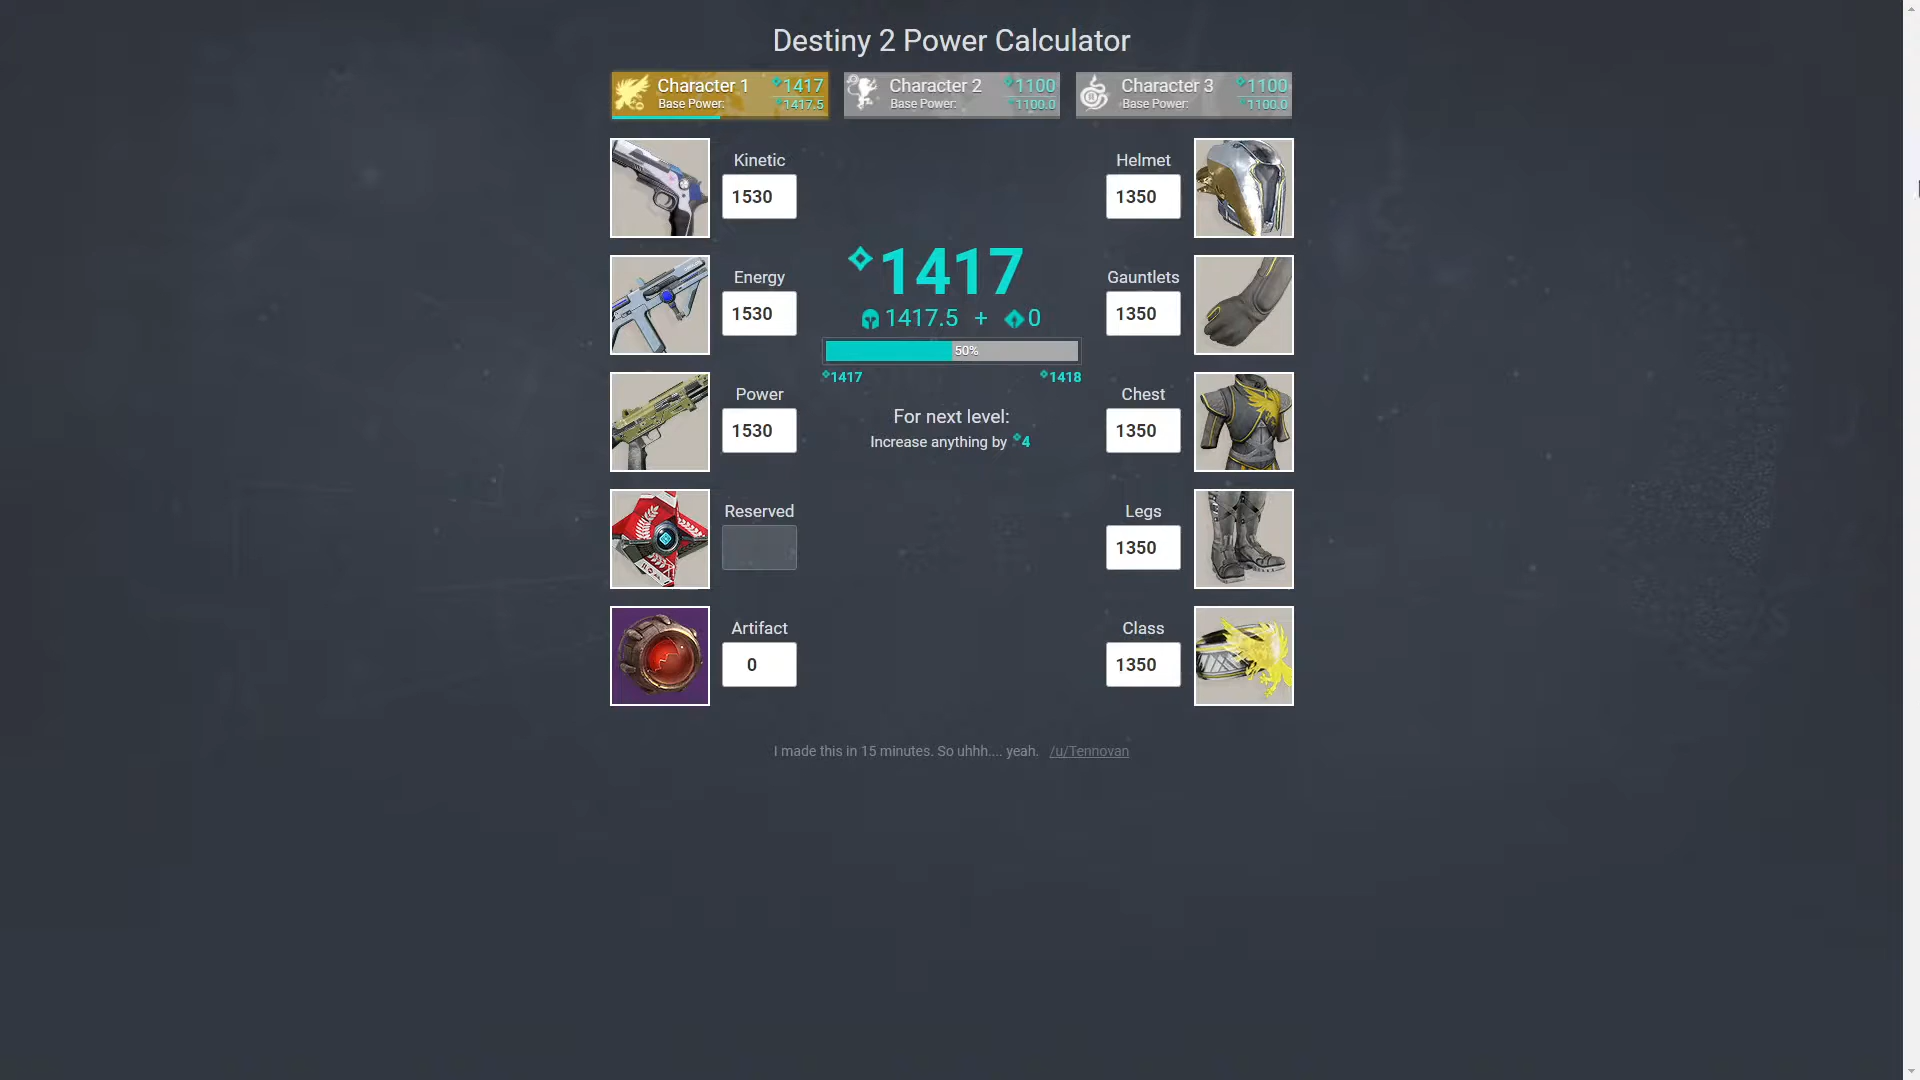 Destiny 2 Power Calculator
Character 1 1417
Base Power: 1417.5
Character 2 1100
Base Power: 1100.0
Character 3 1100
Base Power: 1100.0
Kinetic
1530
Energy
1530
Power
1530
Reserved
Artifact
0
1417
1417.5 + 0
50%
1417 1418
For next level:
Increase anything by 4
Helmet
1350
Gauntlets
1350
Chest
1350
Legs
1350
Class
1350
I made this in 15 minutes. So uhhh.... yeah. /u/Tennovan